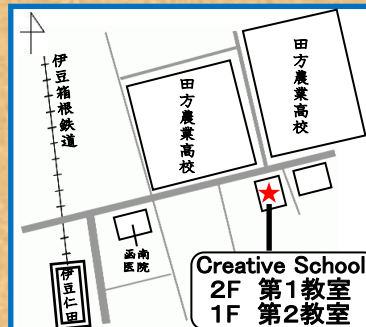 伊豆箱根鉄道
田方農業高校
田方農業高校
南
医院
伊豆仁田
Creative School
2F 第1教室
1F 第2教室